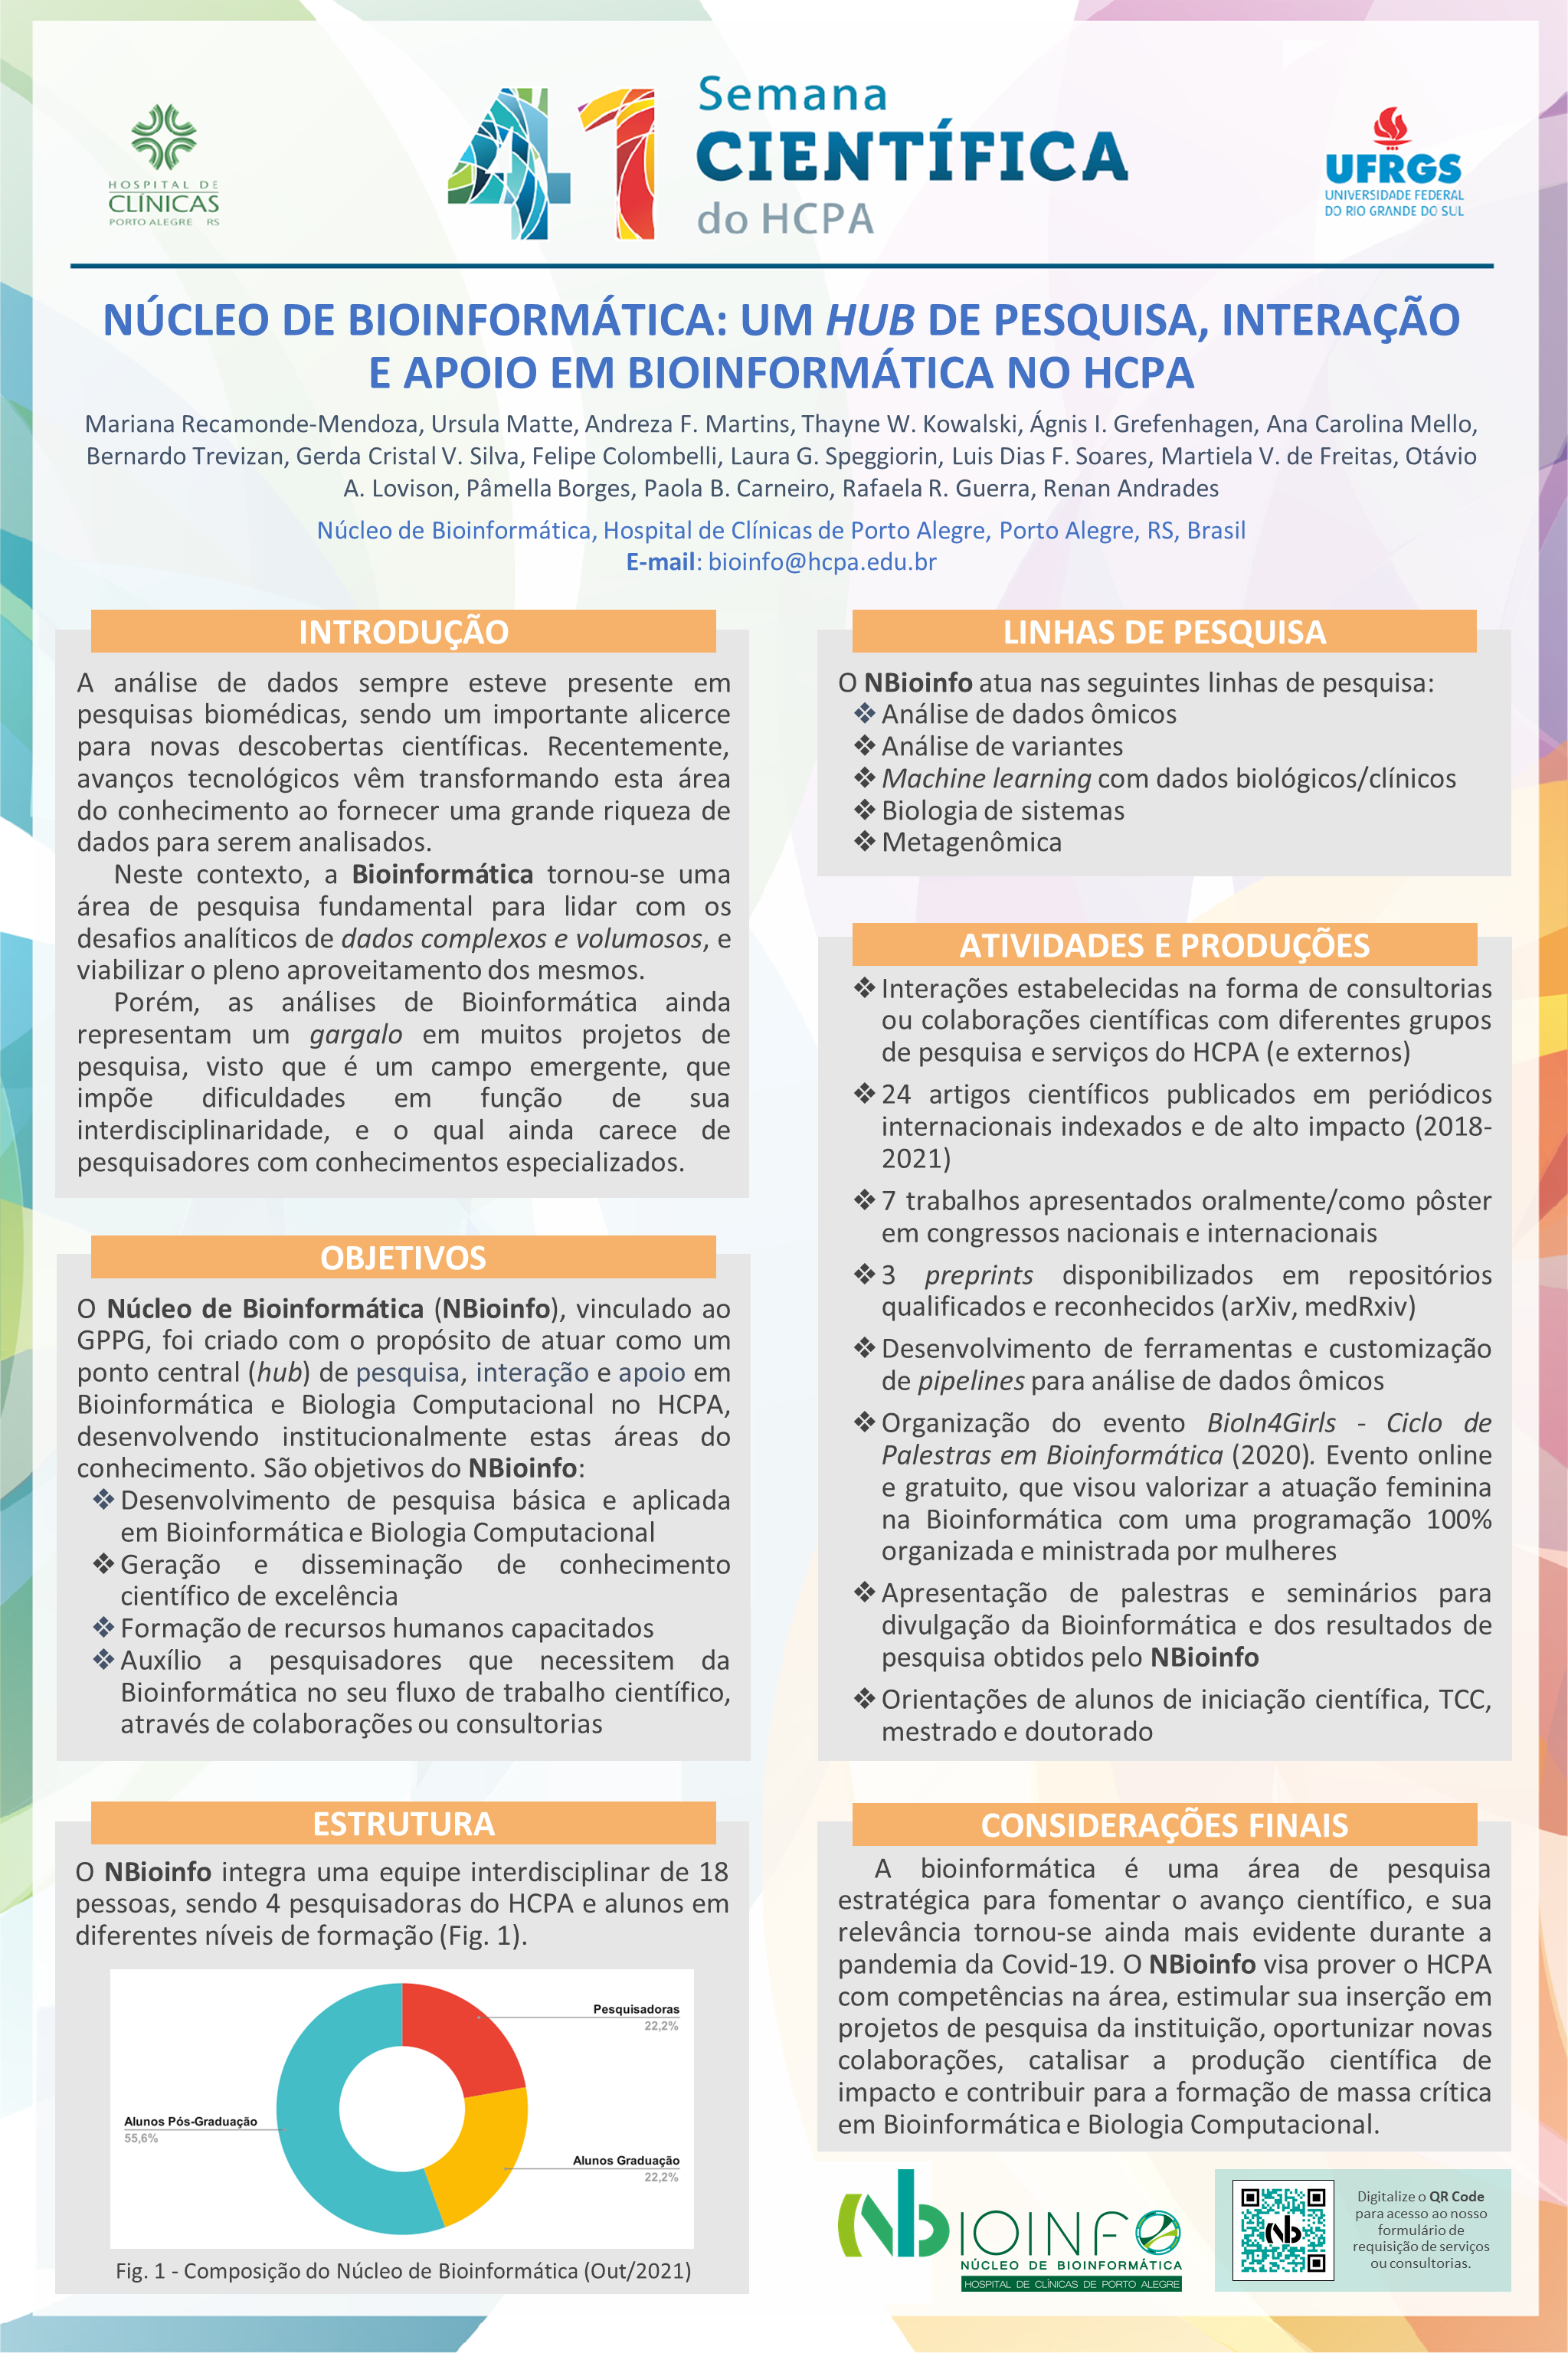 HOSPITAL DE
CLÍNICAS
PORTO ALEGRE RS
41
Semana
CIENTÍFICA
do HCPA
UFRGS
UNIVERSIDADE FEDERAL
DO RIO GRANDE DO SUL
NÚCLEO DE BIOINFORMÁTICA: UM HUB DE PESQUISA, INTERAÇÃO
E APOIO EM BIOINFORMÁTICA NO HCPA
Mariana Recamonde-Mendoza, Ursula Matte, Andreza F. Martins, Thayne W. Kowalski, Ágnis I. Grefenhagen, Ana Carolina Mello,
Bernardo Trevizan, Gerda Cristal V. Silva, Felipe Colombelli, Laura G. Speggiorin, Luis Dias F. Soares, Martiela V. de Freitas, Otávio
A. Lovison, Pâmella Borges, Paola B. Carneiro, Rafaela R. Guerra, Renan Andrades
Núcleo de Bioinformática, Hospital de Clínicas de Porto Alegre, Porto Alegre, RS, Brasil
E-mail: bioinfo@hcpa.edu.br
INTRODUÇÃO
A análise de dados sempre esteve presente em
pesquisas biomédicas, sendo um importante alicerce
para novas descobertas científicas. Recentemente,
avanços tecnológicos vêm transformando esta área
do conhecimento ao fornecer uma grande riqueza de
dados para serem analisados.
Neste contexto, a Bioinformática tornou-se uma
área de pesquisa fundamental para lidar com os
desafios analíticos de dados complexos e volumosos, e
viabilizar o pleno aproveitamento dos mesmos.
Porém, as análises de Bioinformática ainda
representam um gargalo em muitos projetos de
pesquisa, visto que é um campo emergente, que
impõe dificuldades em função de sua
interdisciplinaridade, e o qual ainda carece de
pesquisadores com conhecimentos especializados.
OBJETIVOS
O Núcleo de Bioinformática (NBioinfo), vinculado ao
GPPG, foi criado com o propósito de atuar como um
ponto central (hub) de pesquisa, interação e apoio em
Bioinformática e Biologia Computacional no HCPA,
desenvolvendo institucionalmente estas áreas do
conhecimento. São objetivos do NBioinfo:
❖ Desenvolvimento de pesquisa básica e aplicada
em Bioinformática e Biologia Computacional
❖ Geração e disseminação de conhecimento
científico de excelência
❖ Formação de recursos humanos capacitados
❖ Auxílio a pesquisadores que necessitem da
Bioinformática no seu fluxo de trabalho científico,
através de colaborações ou consultorias
ESTRUTURA
O NBioinfo integra uma equipe interdisciplinar de 18
pessoas, sendo 4 pesquisadoras do HCPA e alunos em
diferentes níveis de formação (Fig. 1).
Pesquisadoras
22,2%
Alunos Pós-Graduação
55,6%
Alunos Graduação
22,2%
Fig. 1 - Composição do Núcleo de Bioinformática (Out/2021)
LINHAS DE PESQUISA
O NBioinfo atua nas seguintes linhas de pesquisa:
❖ Análise de dados ômicos
❖ Análise de variantes
❖ Machine learning com dados biológicos/clínicos
❖ Biologia de sistemas
❖ Metagenômica
ATIVIDADES E PRODUÇÕES
❖ Interações estabelecidas na forma de consultorias
ou colaborações científicas com diferentes grupos
de pesquisa e serviços do HCPA (e externos)
❖ 24 artigos científicos publicados em periódicos
internacionais indexados e de alto impacto (2018-
2021)
❖ 7 trabalhos apresentados oralmente/como pôster
em congressos nacionais e internacionais
❖ 3 preprints disponibilizados em repositórios
qualificados e reconhecidos (arXiv, medRxiv)
❖ Desenvolvimento de ferramentas e customização
de pipelines para análise de dados ômicos
❖ Organização do evento BioIn4Girls - Ciclo de
Palestras em Bioinformática (2020). Evento online
e gratuito, que visou valorizar a atuação feminina
na Bioinformática com uma programação 100%
organizada e ministrada por mulheres
❖ Apresentação de palestras e seminários para
divulgação da Bioinformática e dos resultados de
pesquisa obtidos pelo NBioinfo
❖ Orientações de alunos de iniciação científica, TCC,
mestrado e doutorado
CONSIDERAÇÕES FINAIS
A bioinformática é uma área de pesquisa
estratégica para fomentar o avanço científico, e sua
relevância tornou-se ainda mais evidente durante a
pandemia da Covid-19. O NBioinfo visa prover o HCPA
com competências na área, estimular sua inserção em
projetos de pesquisa da instituição, oportunizar novas
colaborações, catalisar a produção científica de
impacto e contribuir para a formação de massa crítica
em Bioinformática e Biologia Computacional.
Nb IOINFO
NÚCLEO DE BIOINFORMÁTICA
HOSPITAL DE CLÍNICAS DE PORTO ALEGRE
Nb
Digitalize o QR Code
para acesso ao nosso
formulário de
requisição de serviços
ou consultorias.